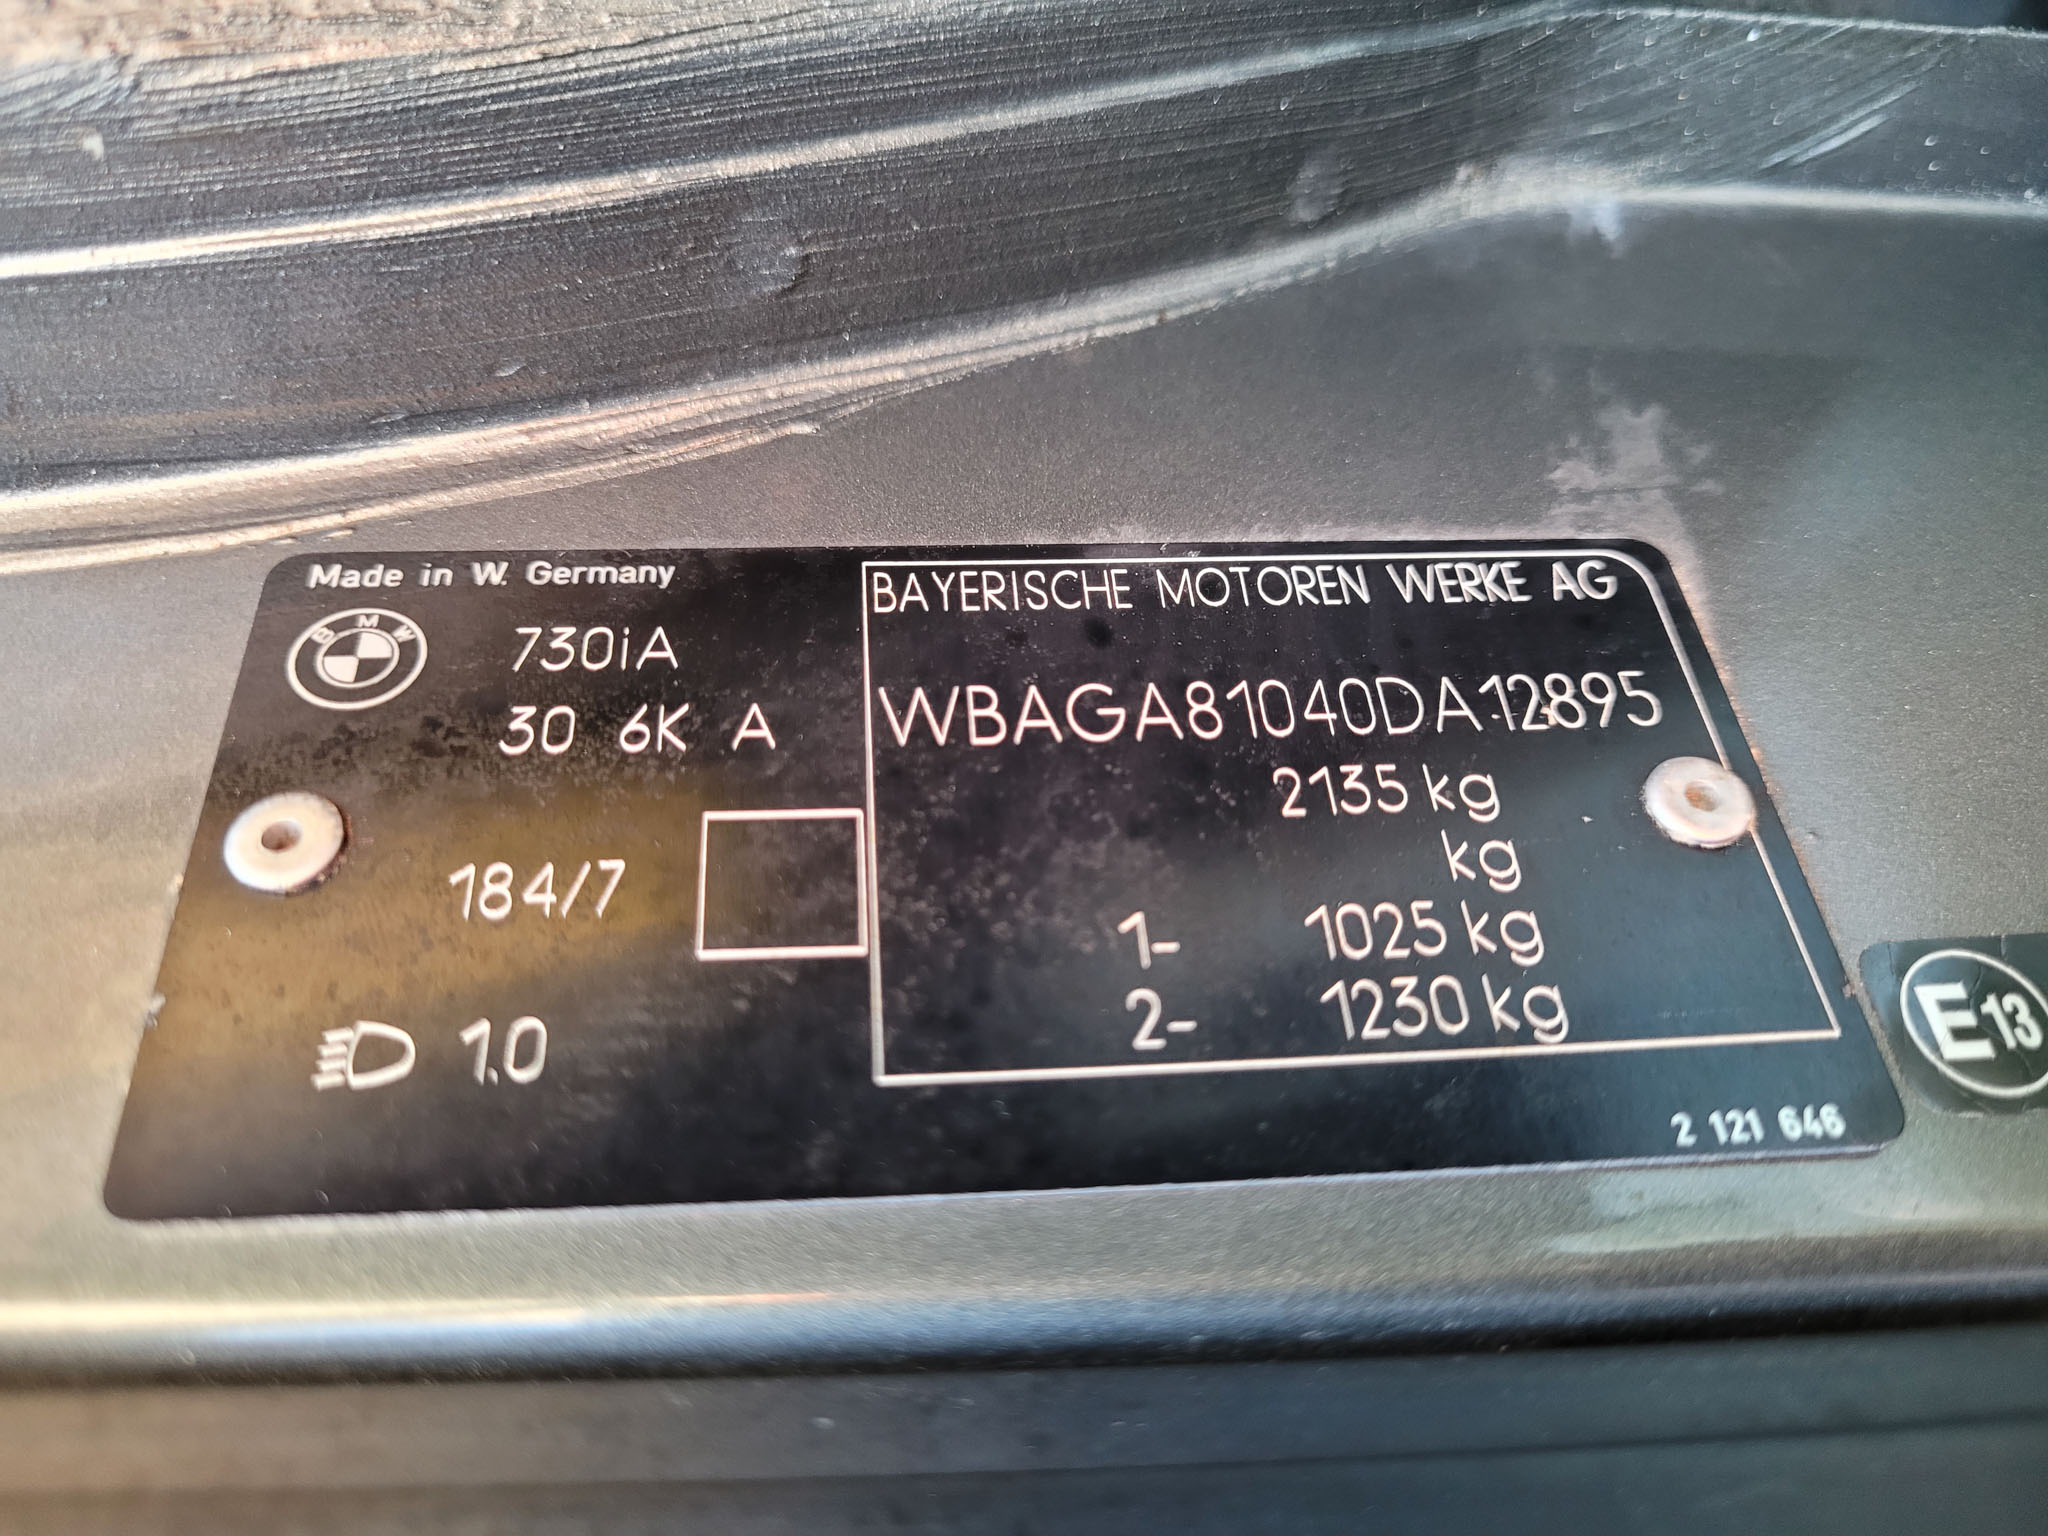 Made in W. Germany
BMW
730iA
30 6K A
184/7
1.0
BAYERISCHE MOTOREN WERKE AG
WBAGA81040DA12895
2135 kg
kg
1- 1025 kg
2- 1230 kg
2 121 646
E13